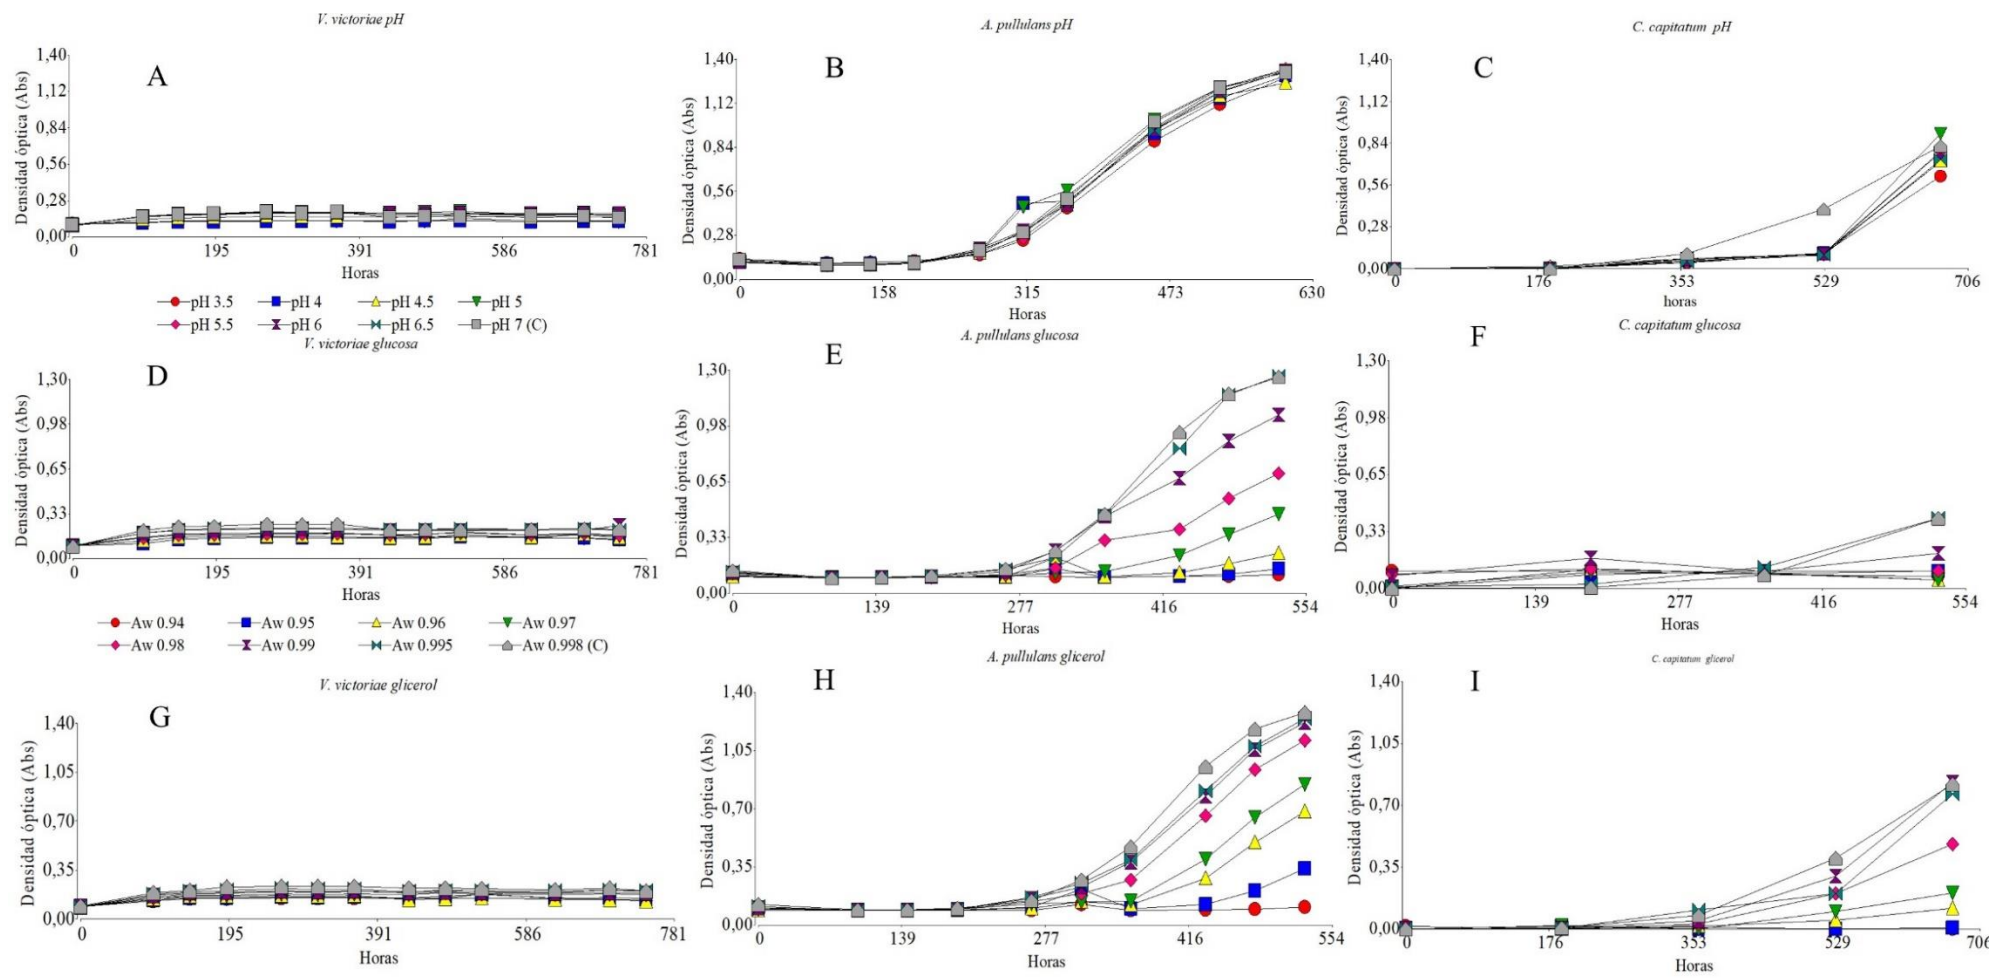 V. victoriae pH
A
Densidad óptica (Abs)
1,40
1,12
0,84
0,56
0,28
0,00
0
195
391
586
781
Horas
A. pullulans pH
B
Densidad óptica (Abs)
1,40
1,12
0,84
0,56
0,28
0,00
0
158
315
473
630
Horas
C. capitatum pH
C
Densidad óptica (Abs)
1,40
1,12
0,84
0,56
0,28
0,00
0
176
353
529
706
horas
pH 3.5 pH 4 pH 4.5 pH 5
pH 5.5 pH 6 pH 6.5 pH 7 (C)
V. victoriae glucosa
D
Densidad óptica (Abs)
1,30
0,98
0,65
0,33
0,00
0
195
391
586
781
Horas
A. pullulans glucosa
E
Densidad óptica (Abs)
1,30
0,98
0,65
0,33
0,00
0
139
277
416
554
Horas
C. capitatum glucosa
F
Densidad óptica (Abs)
1,30
0,98
0,65
0,33
0,00
0
139
277
416
554
Horas
Aw 0.94 Aw 0.95 Aw 0.96 Aw 0.97
Aw 0.98 Aw 0.99 Aw 0.995 Aw 0.998 (C)
V. victoriae glicerol
G
Densidad óptica (Abs)
1,40
1,05
0,70
0,35
0,00
0
195
391
586
781
Horas
A. pullulans glicerol
H
Densidad óptica (Abs)
1,40
1,05
0,70
0,35
0,00
0
139
277
416
554
Horas
C. capitatum glicerol
I
Densidad óptica (Abs)
1,40
1,05
0,70
0,35
0,00
0
176
353
529
706
Horas